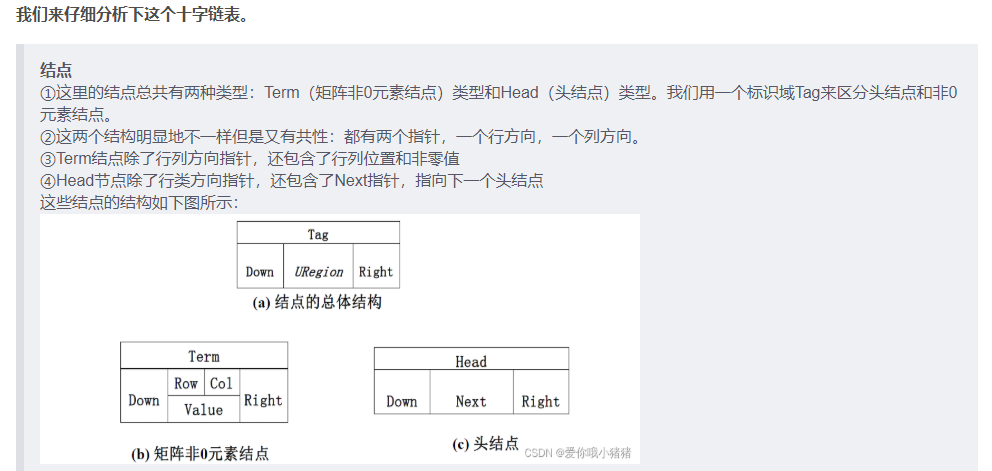 我们来仔细分析下这个十字链表。
结点
①这里的结点总共有两种类型：Term（矩阵非0元素结点）类型和Head（头结点）类型。我们用一个标识域Tag来区分头结点和非0
元素结点。
②这两个结构明显地不一样但是又有共性：都有两个指针，一个行方向，一个列方向。
③Term结点除了行列方向指针，还包含了行列位置和非零值
④Head节点除了行类方向指针，还包含了Next指针，指向下一个头结点
这些结点的结构如下图所示：
Tag
Down URegion Right
(a) 结点的总体结构
Term
Down Row Col Right
Value
(b) 矩阵非0元素结点
Head
Down Next Right
(c) 头结点
CSDN @爱你哦小猪猪